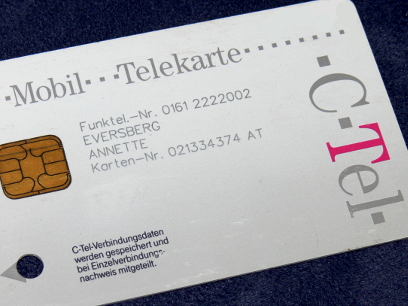 ·Mobil···Telekarte········
·C·Tel·
Funktel.-Nr. 0161 2222002
EVERSBERG
ANNETTE
Karten-Nr. 021334374 AT
C-Tel-Verbindungsdaten
werden gespeichert und
bei Einzelverbindungs-
nachweis mitgeteilt.